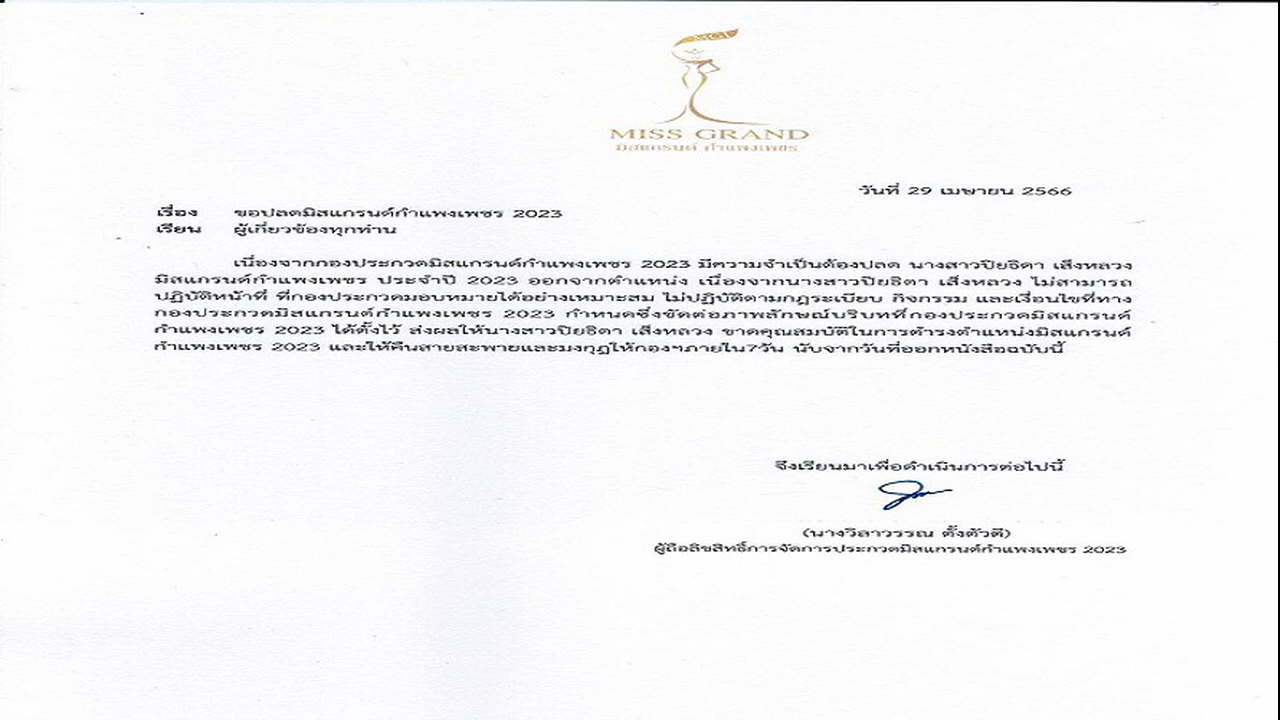 MISS GRAND
มิสแกรนด์ กำแพงเพชร
วันที่ 29 เมษายน 2566
เรื่อง ขอปลดมิสแกรนด์กำแพงเพชร 2023
เรียน ผู้เกี่ยวข้องทุกท่าน
เนื่องจากกองประกวดมิสแกรนด์กำแพงเพชร 2023 มีความจำเป็นต้องปลด นางสาวปิยธิดา เส็งหลวง
มิสแกรนด์กำแพงเพชร ประจำปี 2023 ออกจากตำแหน่ง เนื่องจากนางสาวปิยธิดา เส็งหลวง ไม่สามารถ
ปฏิบัติหน้าที่ ที่กองประกวดมอบหมายได้อย่างเหมาะสม ไม่ปฏิบัติตามกฎระเบียบ กิจกรรม และเงื่อนไขที่ทาง
กองประกวดมิสแกรนด์กำแพงเพชร 2023 กำหนดซึ่งขัดต่อภาพลักษณ์บริบทที่กองประกวดมิสแกรนด์
กำแพงเพชร 2023 ได้ตั้งไว้ ส่งผลให้นางสาวปิยธิดา เส็งหลวง ขาดคุณสมบัติในการดำรงตำแหน่งมิสแกรนด์
กำแพงเพชร 2023 และให้คืนสายสะพายและมงกุฎให้กองฯภายใน7วัน นับจากวันที่ออกหนังสือฉบับนี้
จึงเรียนมาเพื่อดำเนินการต่อไปนี้
(นางวิลาวรรณ ตั้งตัวดี)
ผู้ถือลิขสิทธิ์การจัดการประกวดมิสแกรนด์กำแพงเพชร 2023